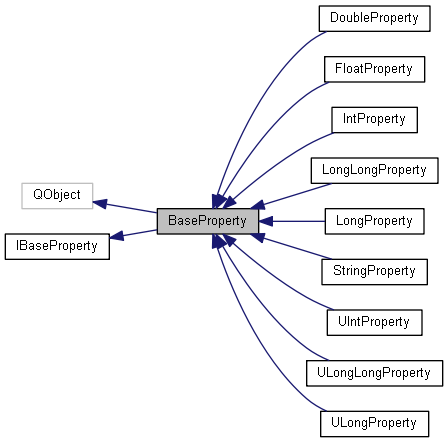 DoubleProperty
FloatProperty
IntProperty
LongLongProperty
QObject
BaseProperty
LongProperty
IBaseProperty
StringProperty
UIntProperty
ULongLongProperty
ULongProperty